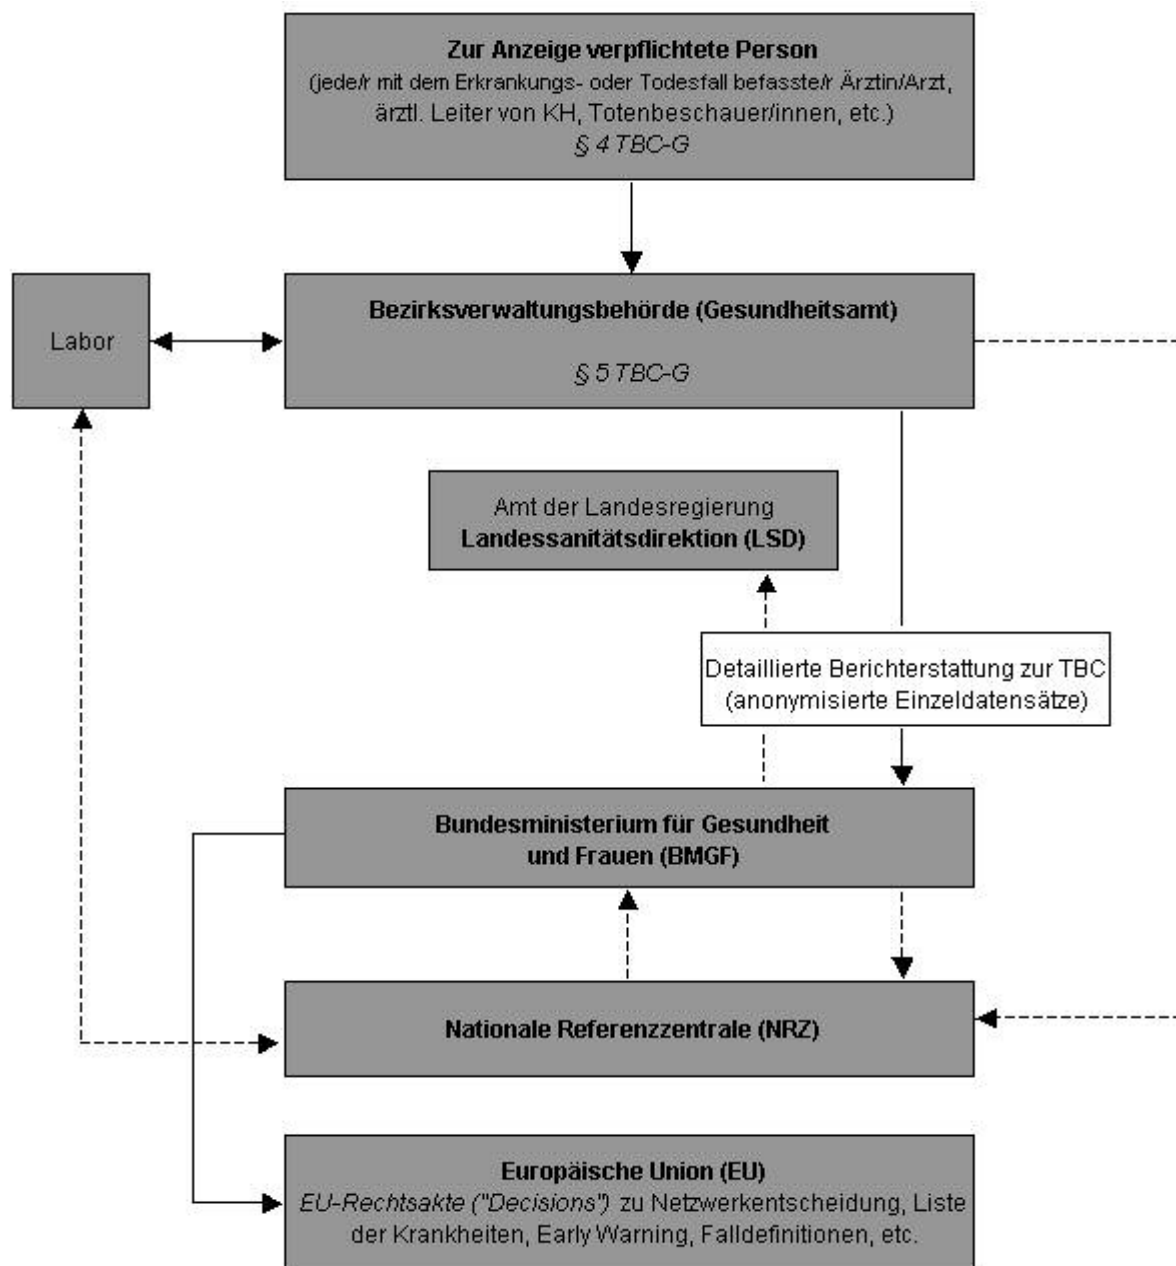 Zur Anzeige verpflichtete Person
(jede/r mit dem Erkrankungs- oder Todesfall befasste/r Ärztin/Arzt,
ärztl. Leiter von KH, Totenbeschauer/innen, etc.)
§ 4 TBC-G
Labor
Bezirksverwaltungsbehörde (Gesundheitsamt)
§ 5 TBC-G
Amt der Landesregierung
Landessanitätsdirektion (LSD)
Detaillierte Berichterstattung zur TBC
(anonymisierte Einzeldatensätze)
Bundesministerium für Gesundheit
und Frauen (BMGF)
Nationale Referenzzentrale (NRZ)
Europäische Union (EU)
EU-Rechtsakte ("Decisions") zu Netzwerkentscheidung, Liste
der Krankheiten, Early Warning, Falldefinitionen, etc.